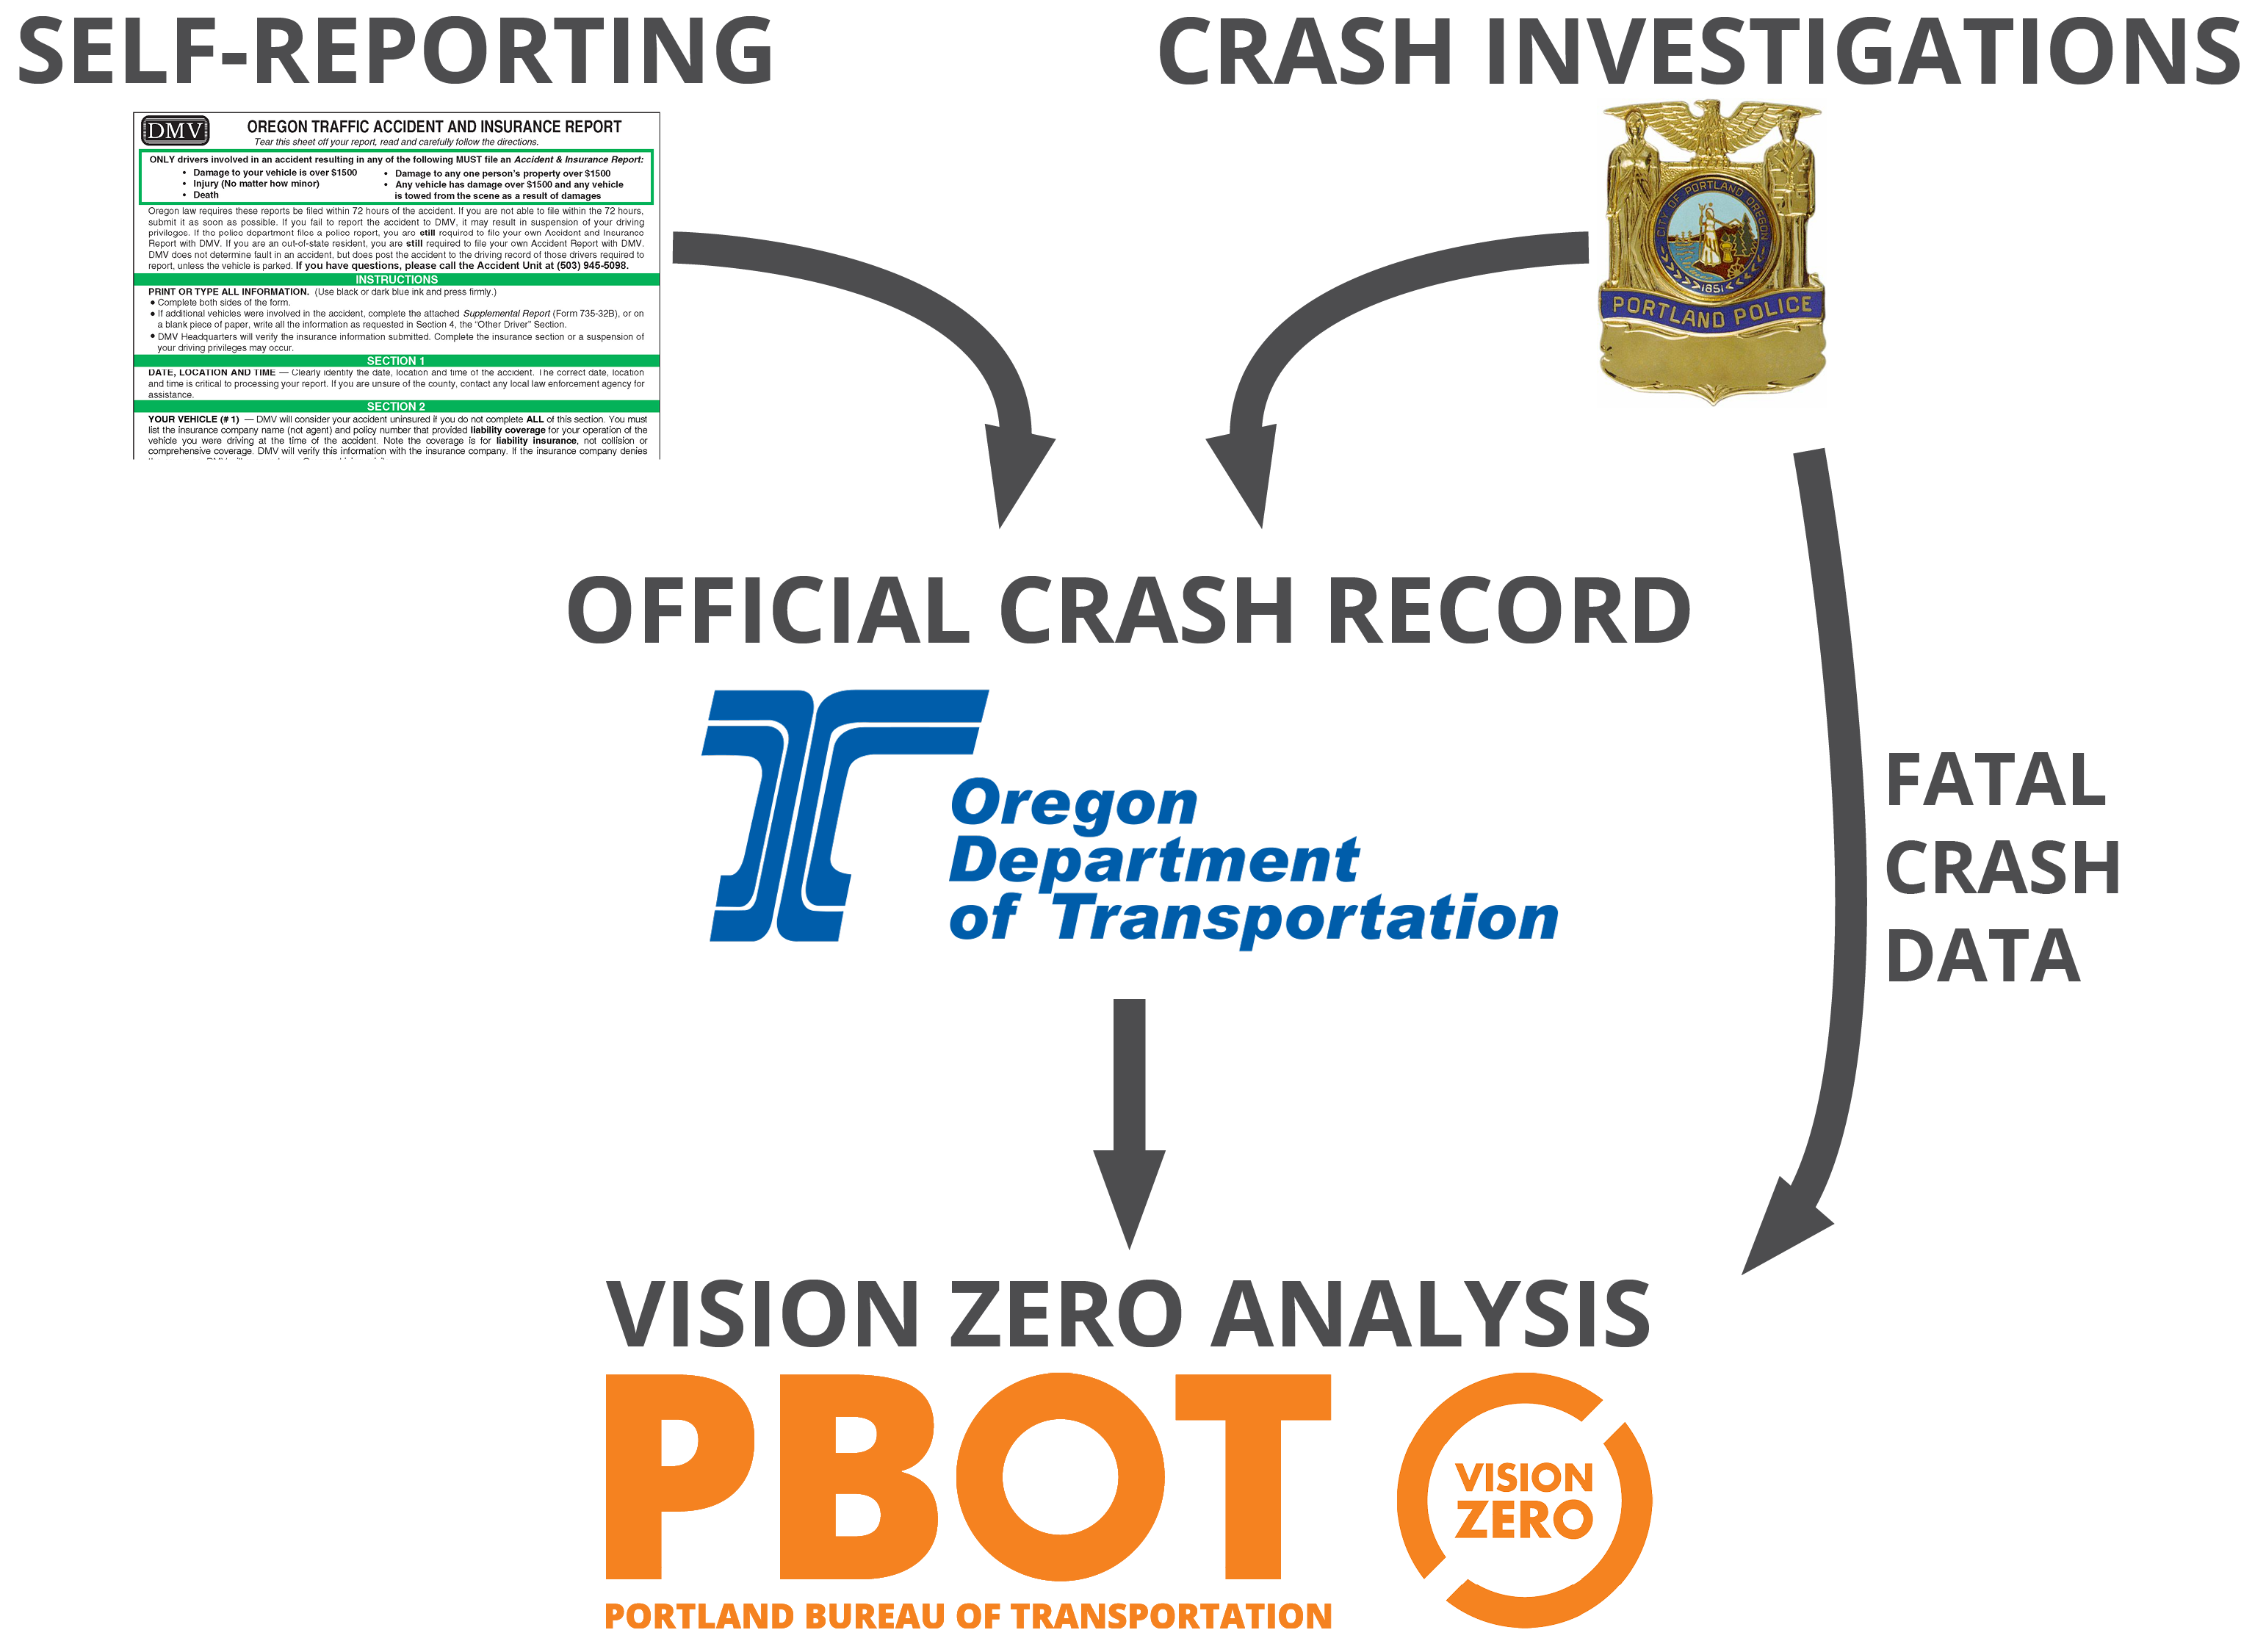 SELF-REPORTING
CRASH INVESTIGATIONS
DMV
OREGON TRAFFIC ACCIDENT AND INSURANCE REPORT
Tear this sheet off your report, read and carefully follow the directions.
ONLY drivers involved in an accident resulting in any of the following MUST file an Accident & Insurance Report:
• Damage to your vehicle is over $1500
• Injury (No matter how minor)
• Death
• Damage to any one person's property over $1500
• Any vehicle has damage over $1500 and any vehicle
is towed from the scene as a result of damages
Oregon law requires these reports be filed within 72 hours of the accident. If you are not able to file within the 72 hours,
submit it as soon as possible. If you fail to report the accident to DMV, it may result in suspension of your driving
privileges. If the police department files a police report, you are still required to file your own Accident and Insurance
Report with DMV. If you are an out-of-state resident, you are still required to file your own Accident Report with DMV.
DMV does not determine fault in an accident, but does post the accident to the driving record of those drivers required to
report, unless the vehicle is parked. If you have questions, please call the Accident Unit at (503) 945-5098.
INSTRUCTIONS
PRINT OR TYPE ALL INFORMATION. (Use black or dark blue ink and press firmly.)
• Complete both sides of the form.
• If additional vehicles were involved in the accident, complete the attached Supplemental Report (Form 735-32B), or on
a blank piece of paper, write all the information as requested in Section 4, the "Other Driver" Section.
• DMV Headquarters will verify the insurance information submitted. Complete the insurance section or a suspension of
your driving privileges may occur.
SECTION 1
DATE, LOCATION AND TIME — Clearly identify the date, location and time of the accident. The correct date, location
and time is critical to processing your report. If you are unsure of the county, contact any local law enforcement agency for
assistance.
SECTION 2
YOUR VEHICLE (# 1) — DMV will consider your accident uninsured if you do not complete ALL of this section. You must
list the insurance company name (not agent) and policy number that provided liability coverage for your operation of the
vehicle you were driving at the time of the accident. Note the coverage is for liability insurance, not collision or
comprehensive coverage. DMV will verify this information with the insurance company. If the insurance company denies
CITY OF PORTLAND OREGON
1851
PORTLAND POLICE
OFFICIAL CRASH RECORD
Oregon
Department
of Transportation
FATAL
CRASH
DATA
VISION ZERO ANALYSIS
PBOT
PORTLAND BUREAU OF TRANSPORTATION
VISION
ZERO